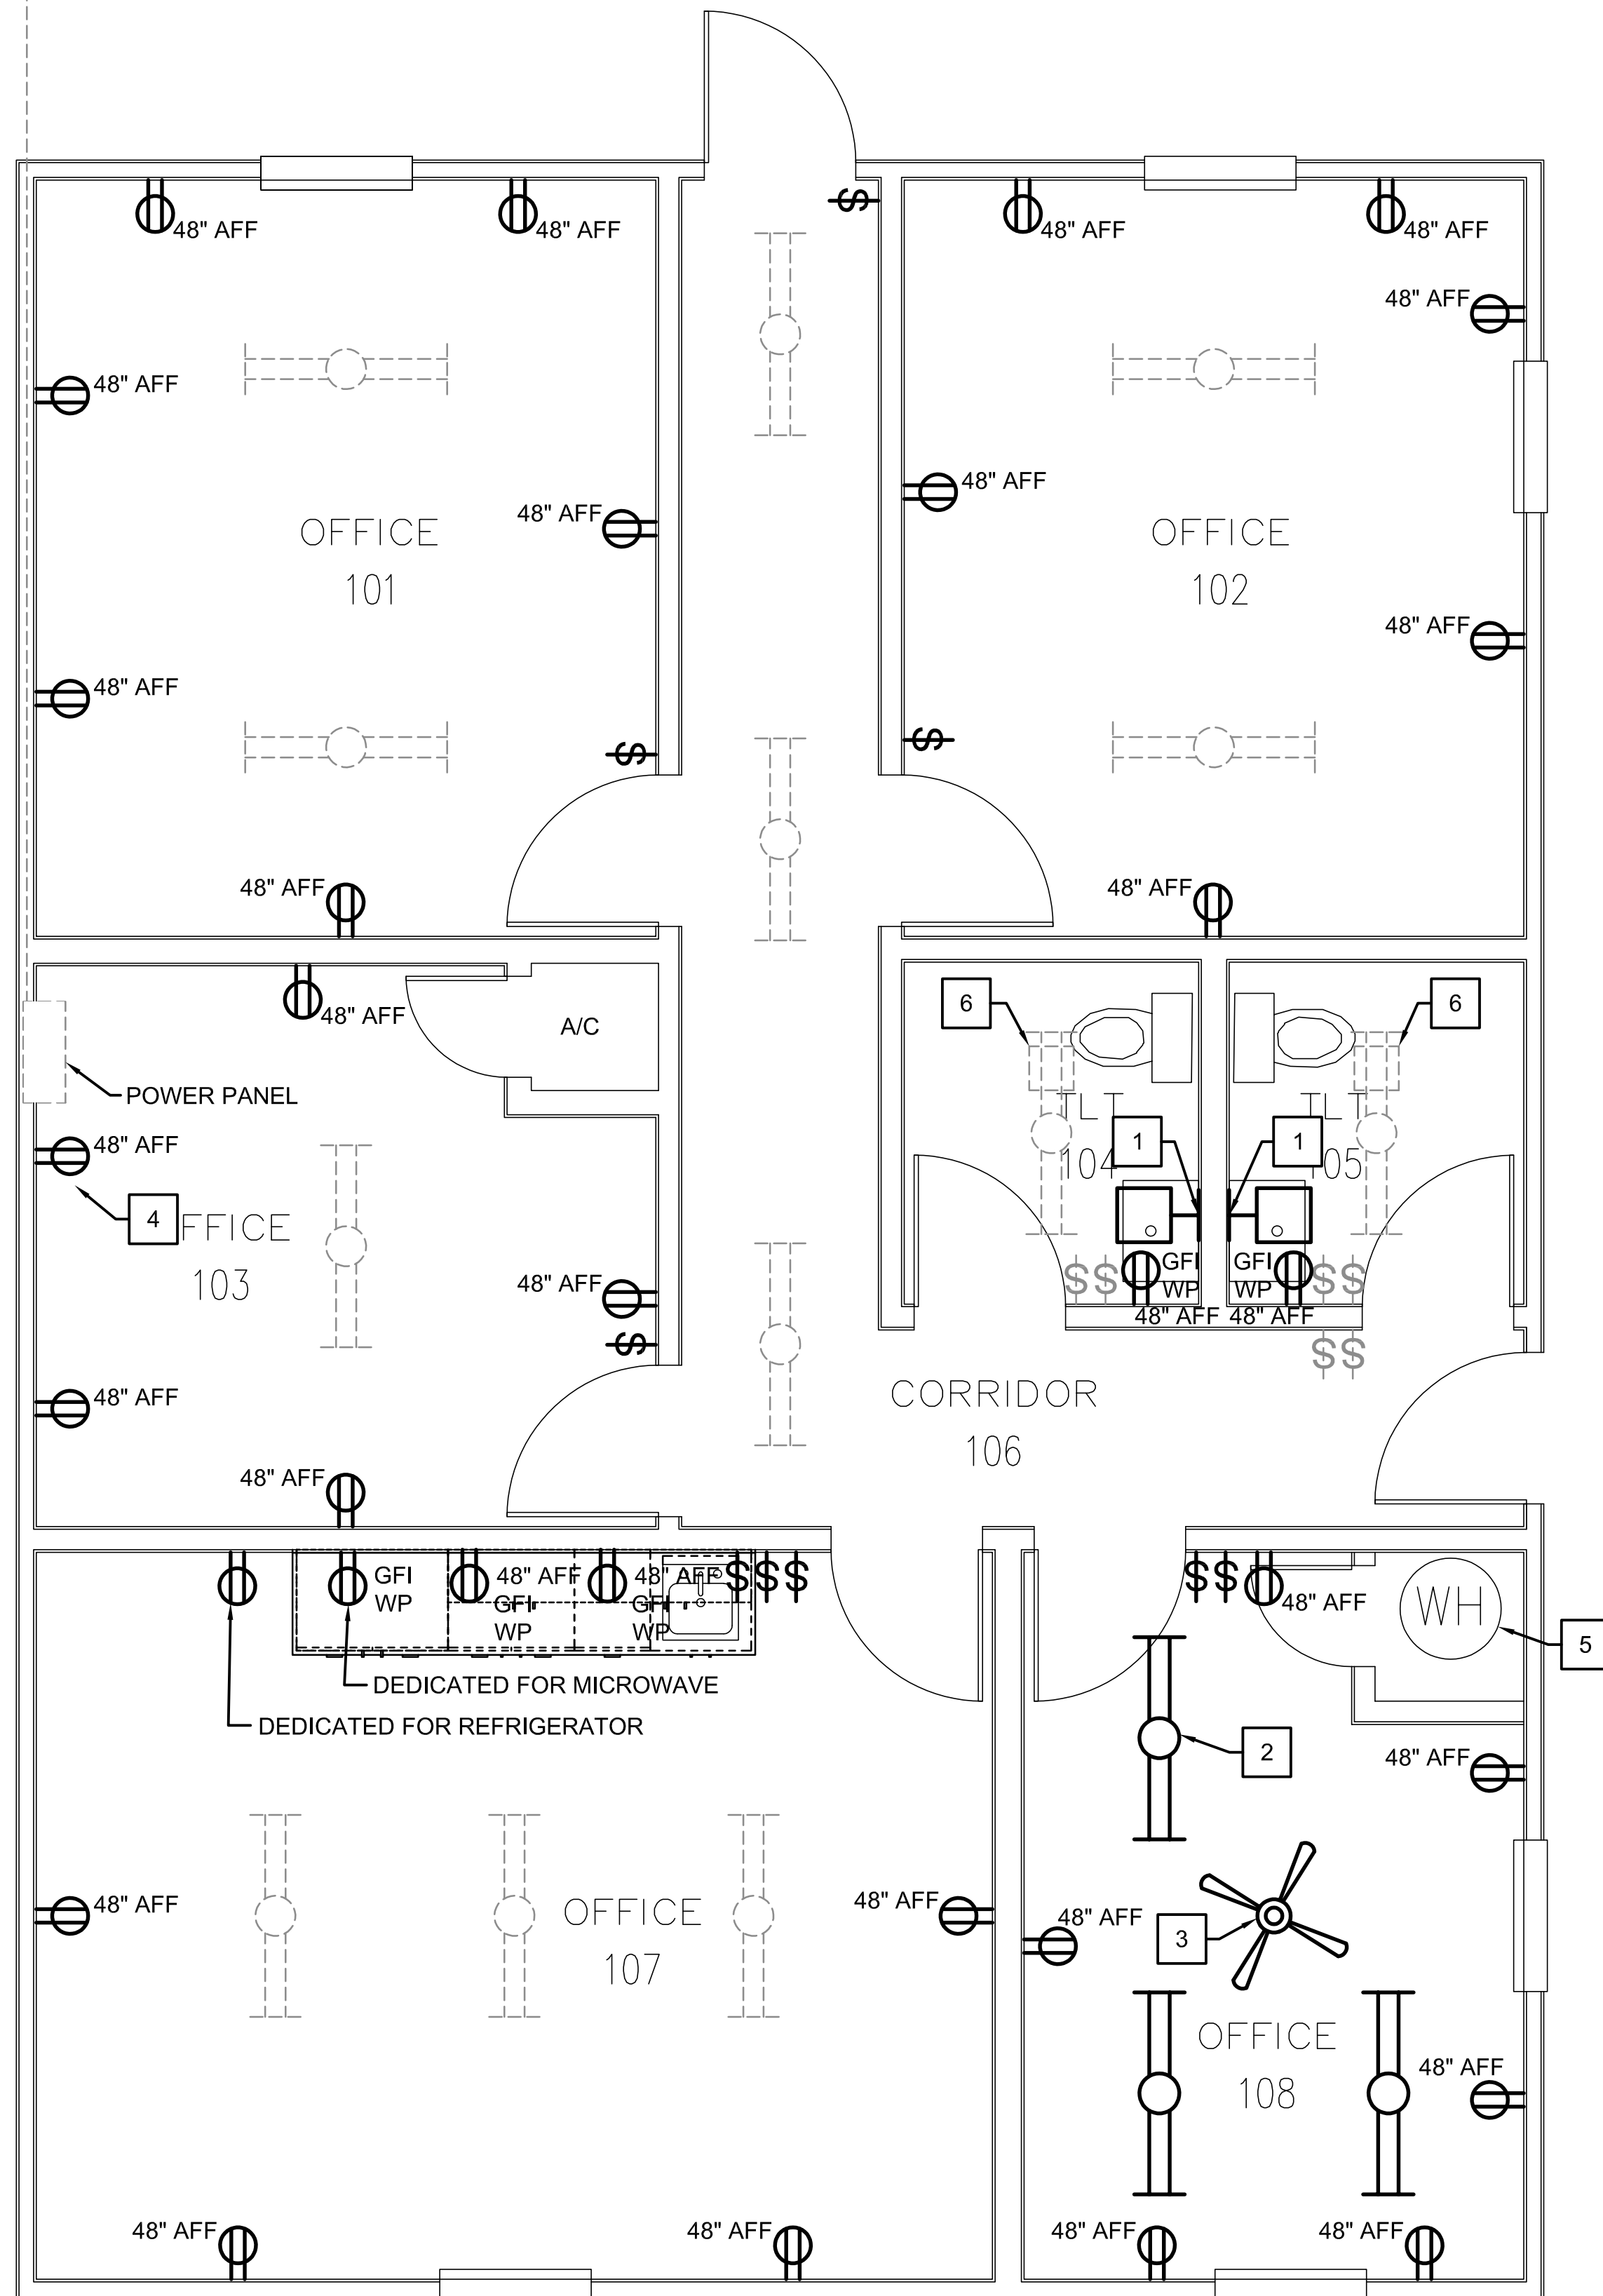 $
48" AFF
48" AFF
48" AFF
48" AFF
48" AFF
48" AFF
48" AFF
48" AFF
OFFICE
101
OFFICE
102
48" AFF
48" AFF
$
$
48" AFF
48" AFF
48" AFF
A/C
6
6
POWER PANEL
48" AFF
TLT
104
1
1
TLT
4
FFICE
103
05
GFI
WP
48" AFF
GFI
WP
48" AFF
$$
$$
$$
48" AFF
$
48" AFF
CORRIDOR
106
48" AFF
GFI
WP
48" AFF
GFI
WP
48" AFF
GFI
WP
$$$
$$
48" AFF
WH
5
DEDICATED FOR MICROWAVE
DEDICATED FOR REFRIGERATOR
2
48" AFF
48" AFF
OFFICE
107
48" AFF
48" AFF
3
OFFICE
108
48" AFF
48" AFF
48" AFF
48" AFF
48" AFF